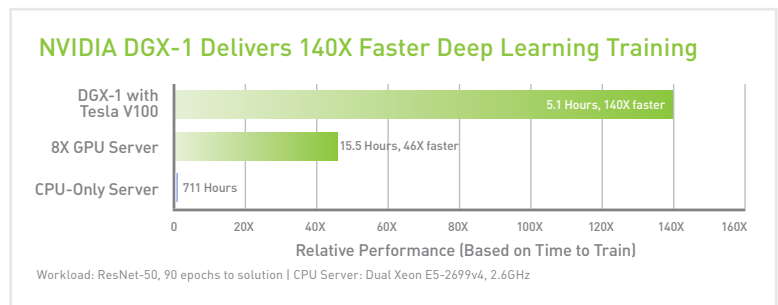 NVIDIA DGX-1 Delivers 140X Faster Deep Learning Training
DGX-1 with
Tesla V100
5.1 Hours, 140X faster
8X GPU Server
15.5 Hours, 46X faster
CPU-Only Server
711 Hours
0 20X 40X 60X 80X 100X 120X 140X 160X
Relative Performance (Based on Time to Train)
Workload: ResNet-50, 90 epochs to solution | CPU Server: Dual Xeon E5-2699v4, 2.6GHz